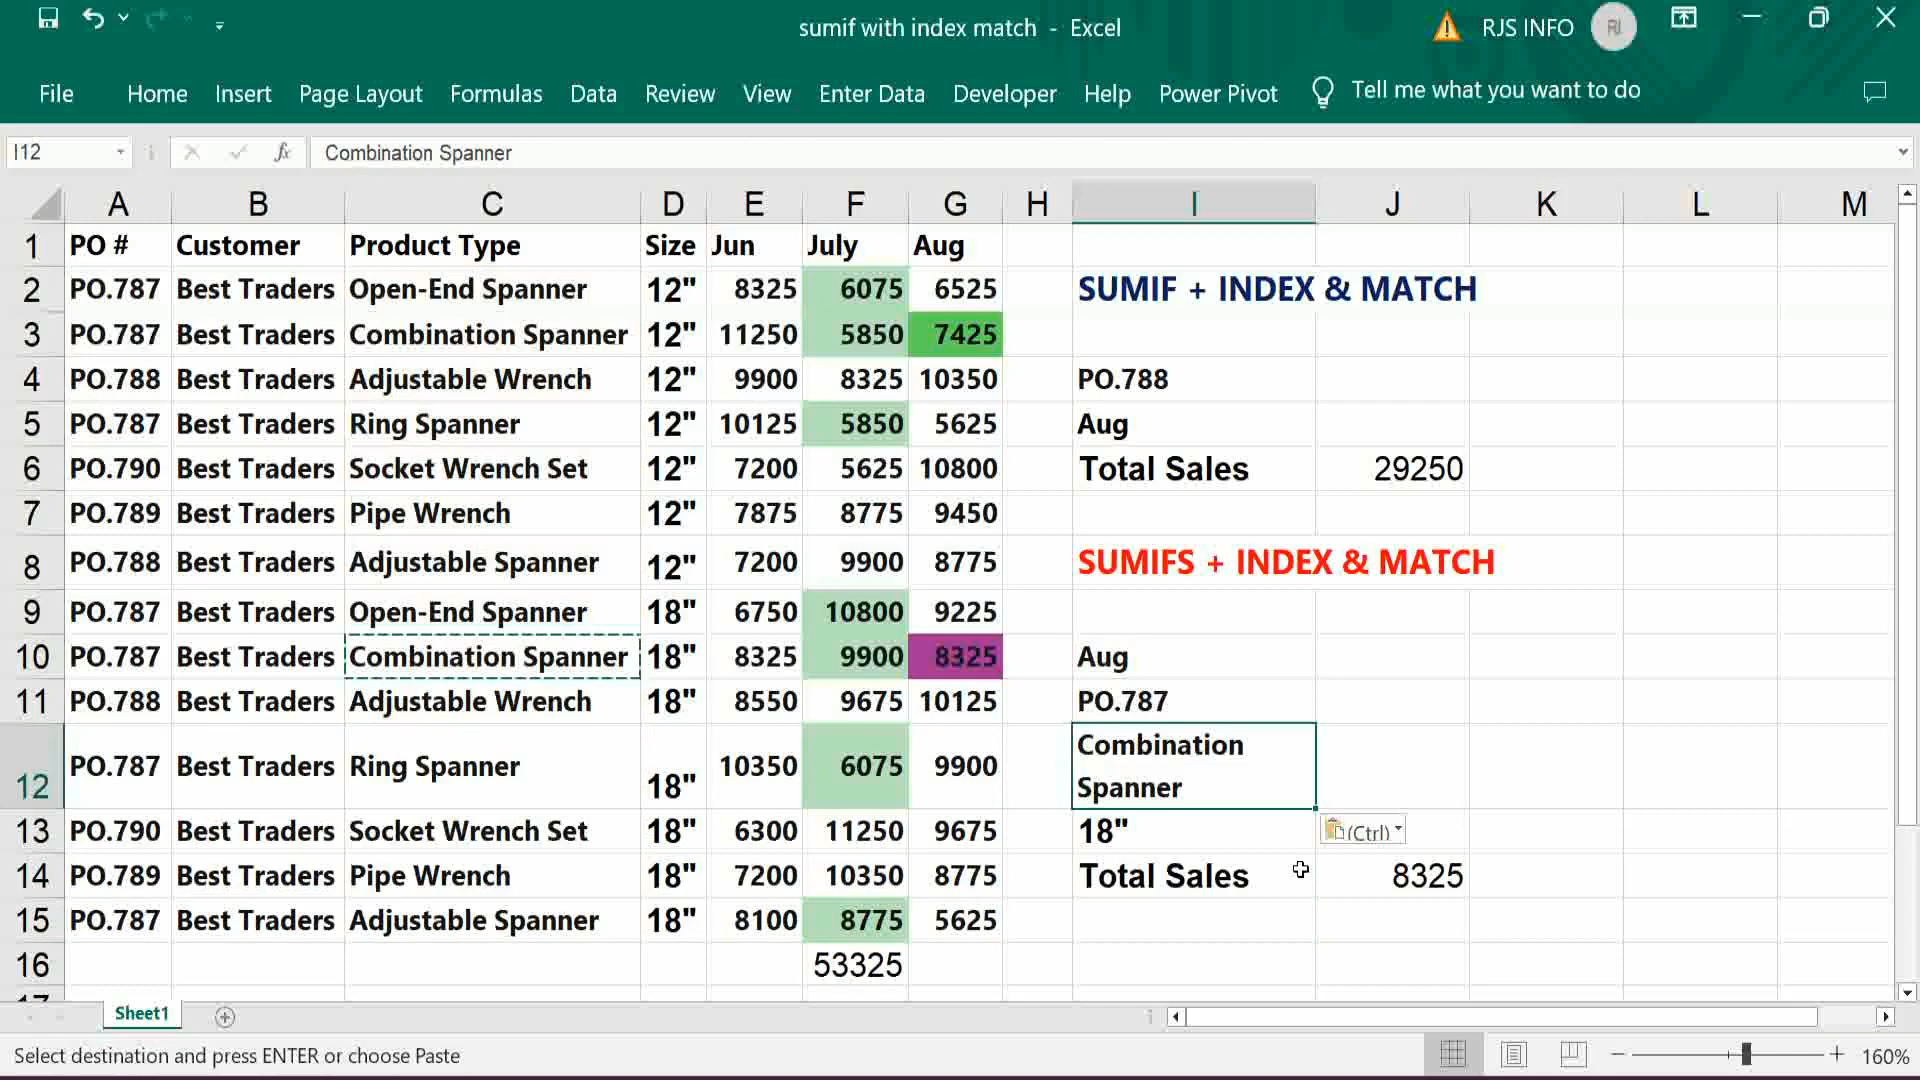 sumif with index match - Excel
RJS INFO
RI
File Home Insert Page Layout Formulas Data Review View Enter Data Developer Help Power Pivot Tell me what you want to do
I12 fx Combination Spanner
A B C D E F G H I J K L M
1 PO # Customer Product Type Size Jun July Aug
2 PO.787 Best Traders Open-End Spanner 12" 8325 6075 6525 SUMIF + INDEX & MATCH
3 PO.787 Best Traders Combination Spanner 12" 11250 5850 7425
4 PO.788 Best Traders Adjustable Wrench 12" 9900 8325 10350 PO.788
5 PO.787 Best Traders Ring Spanner 12" 10125 5850 5625 Aug
6 PO.790 Best Traders Socket Wrench Set 12" 7200 5625 10800 Total Sales 29250
7 PO.789 Best Traders Pipe Wrench 12" 7875 8775 9450
8 PO.788 Best Traders Adjustable Spanner 12" 7200 9900 8775 SUMIFS + INDEX & MATCH
9 PO.787 Best Traders Open-End Spanner 18" 6750 10800 9225
10 PO.787 Best Traders Combination Spanner 18" 8325 9900 8325 Aug
11 PO.788 Best Traders Adjustable Wrench 18" 8550 9675 10125 PO.787
12 PO.787 Best Traders Ring Spanner 18" 10350 6075 9900 Combination
Spanner
13 PO.790 Best Traders Socket Wrench Set 18" 6300 11250 9675 18" (Ctrl)
14 PO.789 Best Traders Pipe Wrench 18" 7200 10350 8775 Total Sales 8325
15 PO.787 Best Traders Adjustable Spanner 18" 8100 8775 5625
16 53325
17
Sheet1
Select destination and press ENTER or choose Paste 160%